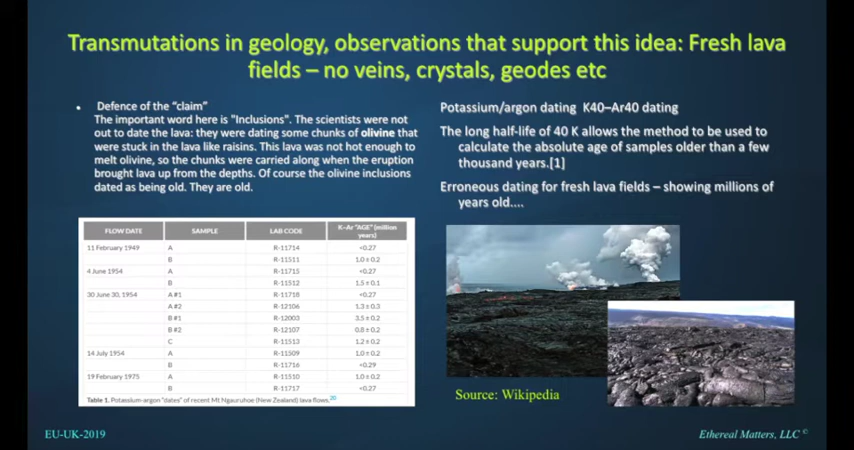 Transmutations in geology, observations that support this idea: Fresh lava
fields – no veins, crystals, geodes etc
• Defence of the "claim"
The important word here is "Inclusions". The scientists were not
out to date the lava: they were dating some chunks of olivine that
were stuck in the lava like raisins. This lava was not hot enough to
melt olivine, so the chunks were carried along when the eruption
brought lava up from the depths. Of course the olivine inclusions
dated as being old. They are old.
Potassium/argon dating K40–Ar40 dating
The long half-life of 40 K allows the method to be used to
calculate the absolute age of samples older than a few
thousand years.[1]
Erroneous dating for fresh lava fields – showing millions of
years old....
FLOW DATE SAMPLE LAB CODE K–Ar "AGE" (million
years)
11 February 1949 A R-11714 <0.27
B R-11511 1.0 ± 0.2
4 June 1954 A R-11715 <0.27
B R-11512 1.5 ± 0.1
30 June 30, 1954 A #1 R-11718 <0.27
A #2 R-12106 1.3 ± 0.3
B #1 R-12003 3.5 ± 0.2
B #2 R-12107 0.8 ± 0.2
C R-11513 1.2 ± 0.2
14 July 1954 A R-11509 1.0 ± 0.2
B R-11716 <0.29
19 February 1975 A R-11510 1.0 ± 0.2
B R-11717 <0.27
Table 1. Potassium-argon "dates" of recent Mt Ngauruhoe (New Zealand) lava flows.20
Source: Wikipedia
EU-UK-2019
Ethereal Matters, LLC ©